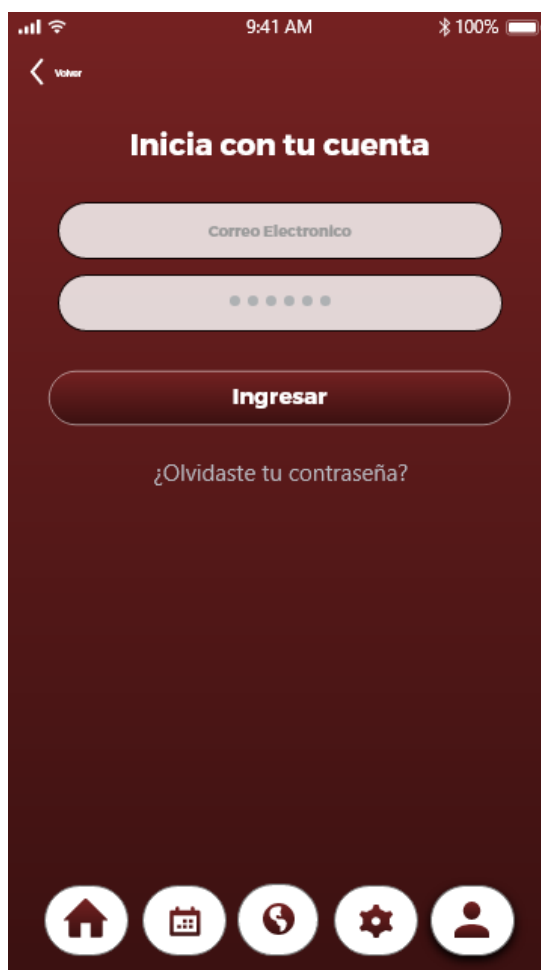 9:41 AM 100%
Volver
Inicia con tu cuenta
Correo Electronico
Ingresar
¿Olvidaste tu contraseña?